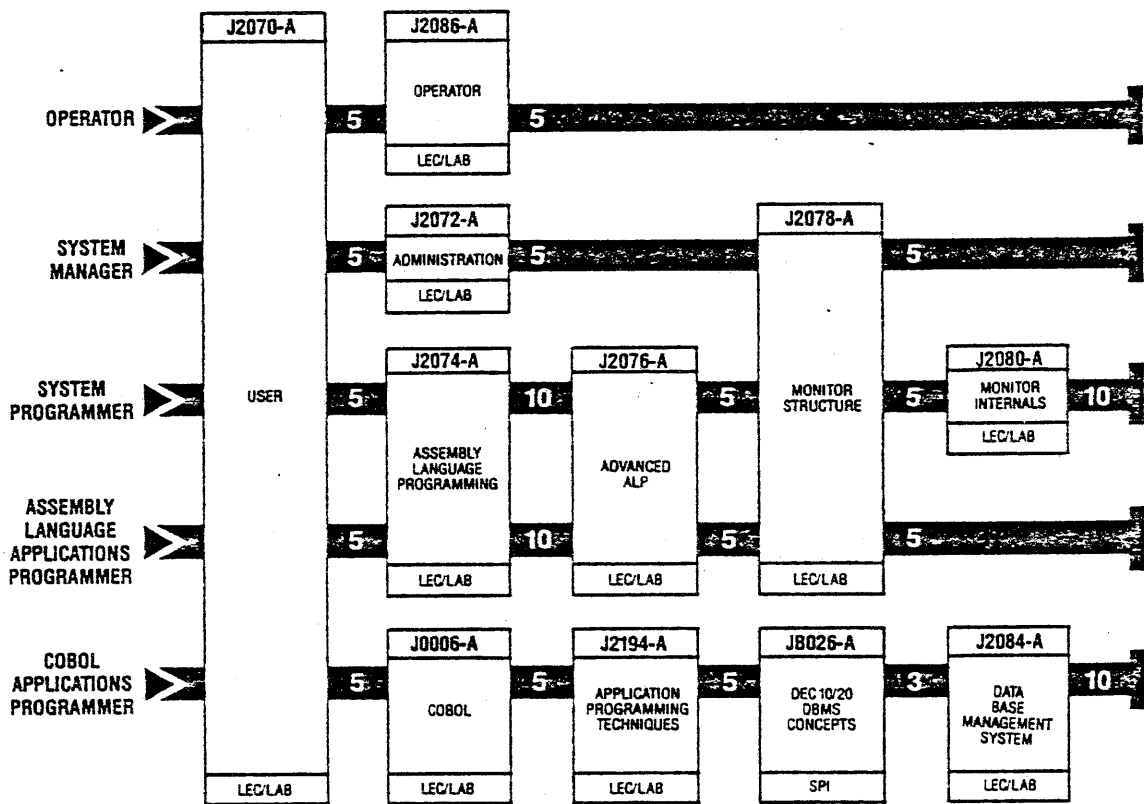 J2070-A
J2086-A
OPERATOR
5
OPERATOR
5
LEC/LAB
J2072-A
J2078-A
SYSTEM
MANAGER
5
ADMINISTRATION
5
5
LEC/LAB
J2074-A
J2076-A
J2080-A
SYSTEM
PROGRAMMER
USER
5
10
5
MONITOR
STRUCTURE
5
MONITOR
INTERNALS
10
LEC/LAB
ASSEMBLY
LANGUAGE
PROGRAMMING
ADVANCED
ALP
ASSEMBLY
LANGUAGE
APPLICATIONS
PROGRAMMER
5
10
5
5
LEC/LAB
LEC/LAB
LEC/LAB
J0006-A
J2194-A
J8026-A
J2084-A
COBOL
APPLICATIONS
PROGRAMMER
5
COBOL
5
APPLICATION
PROGRAMMING
TECHNIQUES
5
DEC 10/20
DBMS
CONCEPTS
3
DATA
BASE
MANAGEMENT
SYSTEM
10
LEC/LAB
LEC/LAB
LEC/LAB
SPI
LEC/LAB